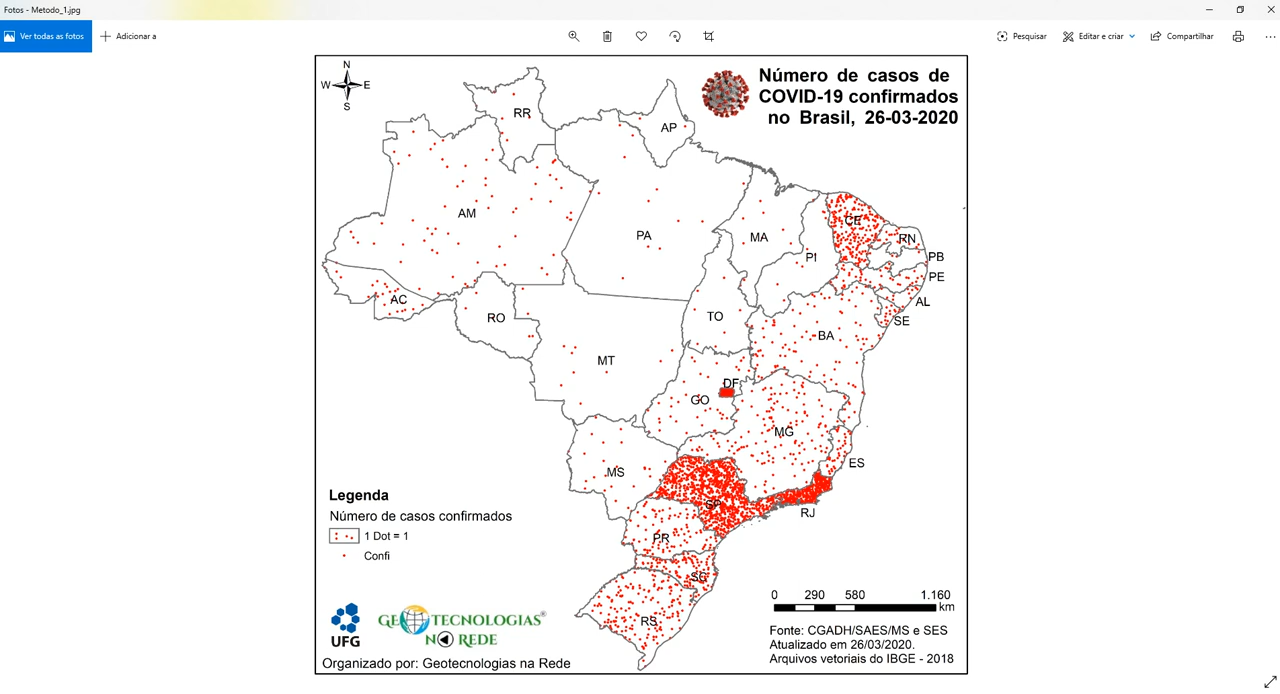 Fotos - Metodo_1.jpg
Ver todas as fotos
Adicionar a
Pesquisar
Editar e criar
Compartilhar
N
W E
S
Número de casos de
COVID-19 confirmados
no Brasil, 26-03-2020
RR
AP
AM
PA
MA
CE
RN
PB
PI
PE
AC
AL
RO
TO
SE
BA
MT
DF
GO
MG
MS
ES
SP
RJ
PR
SC
RS
Legenda
Número de casos confirmados
1 Dot = 1
Confi
0 290 580 1.160
km
UFG
GEOTECNOLOGIAS®
NA REDE
Fonte: CGADH/SAES/MS e SES
Atualizado em 26/03/2020.
Arquivos vetoriais do IBGE - 2018
Organizado por: Geotecnologias na Rede